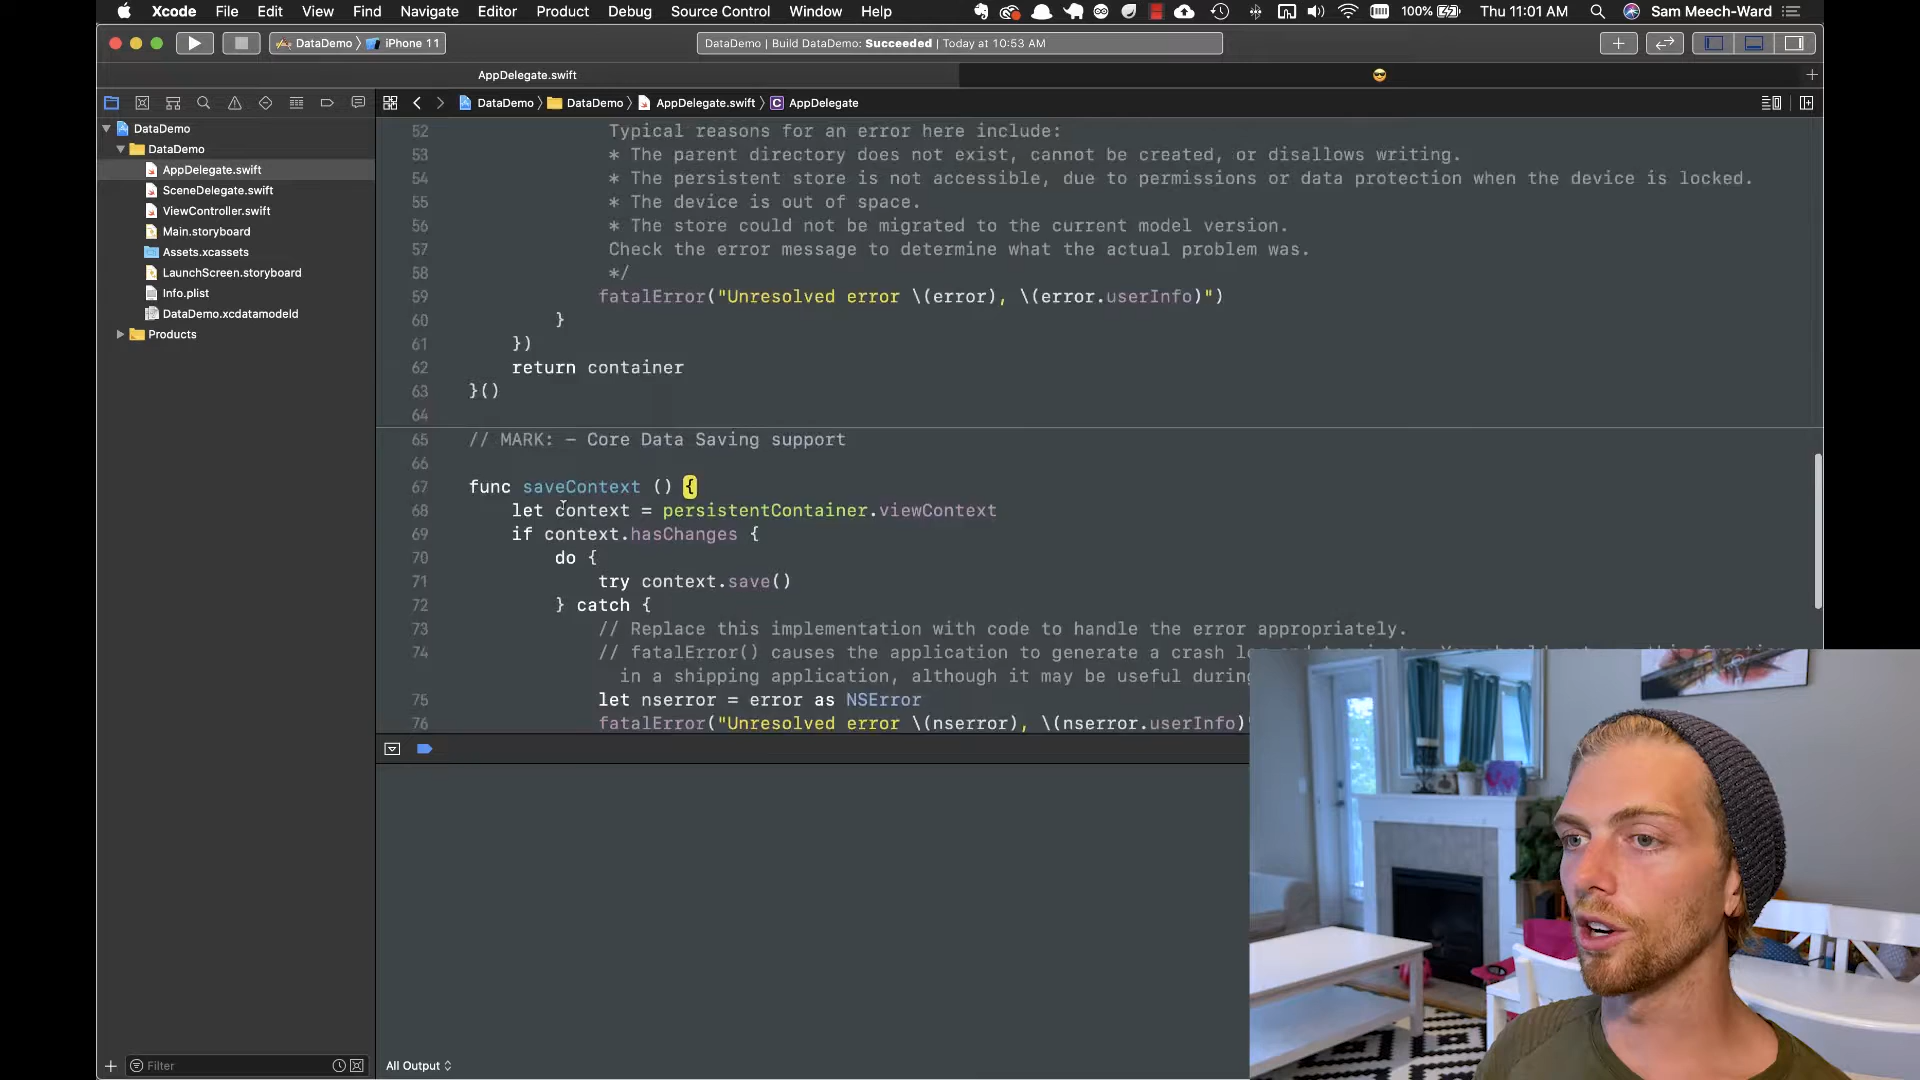 Xcode File Edit View Find Navigate Editor Product Debug Source Control Window Help 100% Thu 11:01 AM Sam Meech-Ward
DataDemo 〉 iPhone 11
DataDemo | Build DataDemo: Succeeded | Today at 10:53 AM
AppDelegate.swift
DataDemo 〉 DataDemo 〉 AppDelegate.swift 〉 C AppDelegate
DataDemo
DataDemo
AppDelegate.swift
SceneDelegate.swift
ViewController.swift
Main.storyboard
Assets.xcassets
LaunchScreen.storyboard
Info.plist
DataDemo.xcdatamodeld
Products
52 Typical reasons for an error here include:
53 * The parent directory does not exist, cannot be created, or disallows writing.
54 * The persistent store is not accessible, due to permissions or data protection when the device is locked.
55 * The device is out of space.
56 * The store could not be migrated to the current model version.
57 Check the error message to determine what the actual problem was.
58 */
59 fatalError("Unresolved error \(error), \(error.userInfo)")
60 }
61 })
62 return container
63 }()
64
65 // MARK: - Core Data Saving support
66
67 func saveContext () {
68 let context = persistentContainer.viewContext
69 if context.hasChanges {
70 do {
71 try context.save()
72 } catch {
73 // Replace this implementation with code to handle the error appropriately.
74 // fatalError() causes the application to generate a crash
in a shipping application, although it may be useful during
75 let nserror = error as NSError
76 fatalError("Unresolved error \(nserror), \(nserror.userInfo)"
Filter
All Output